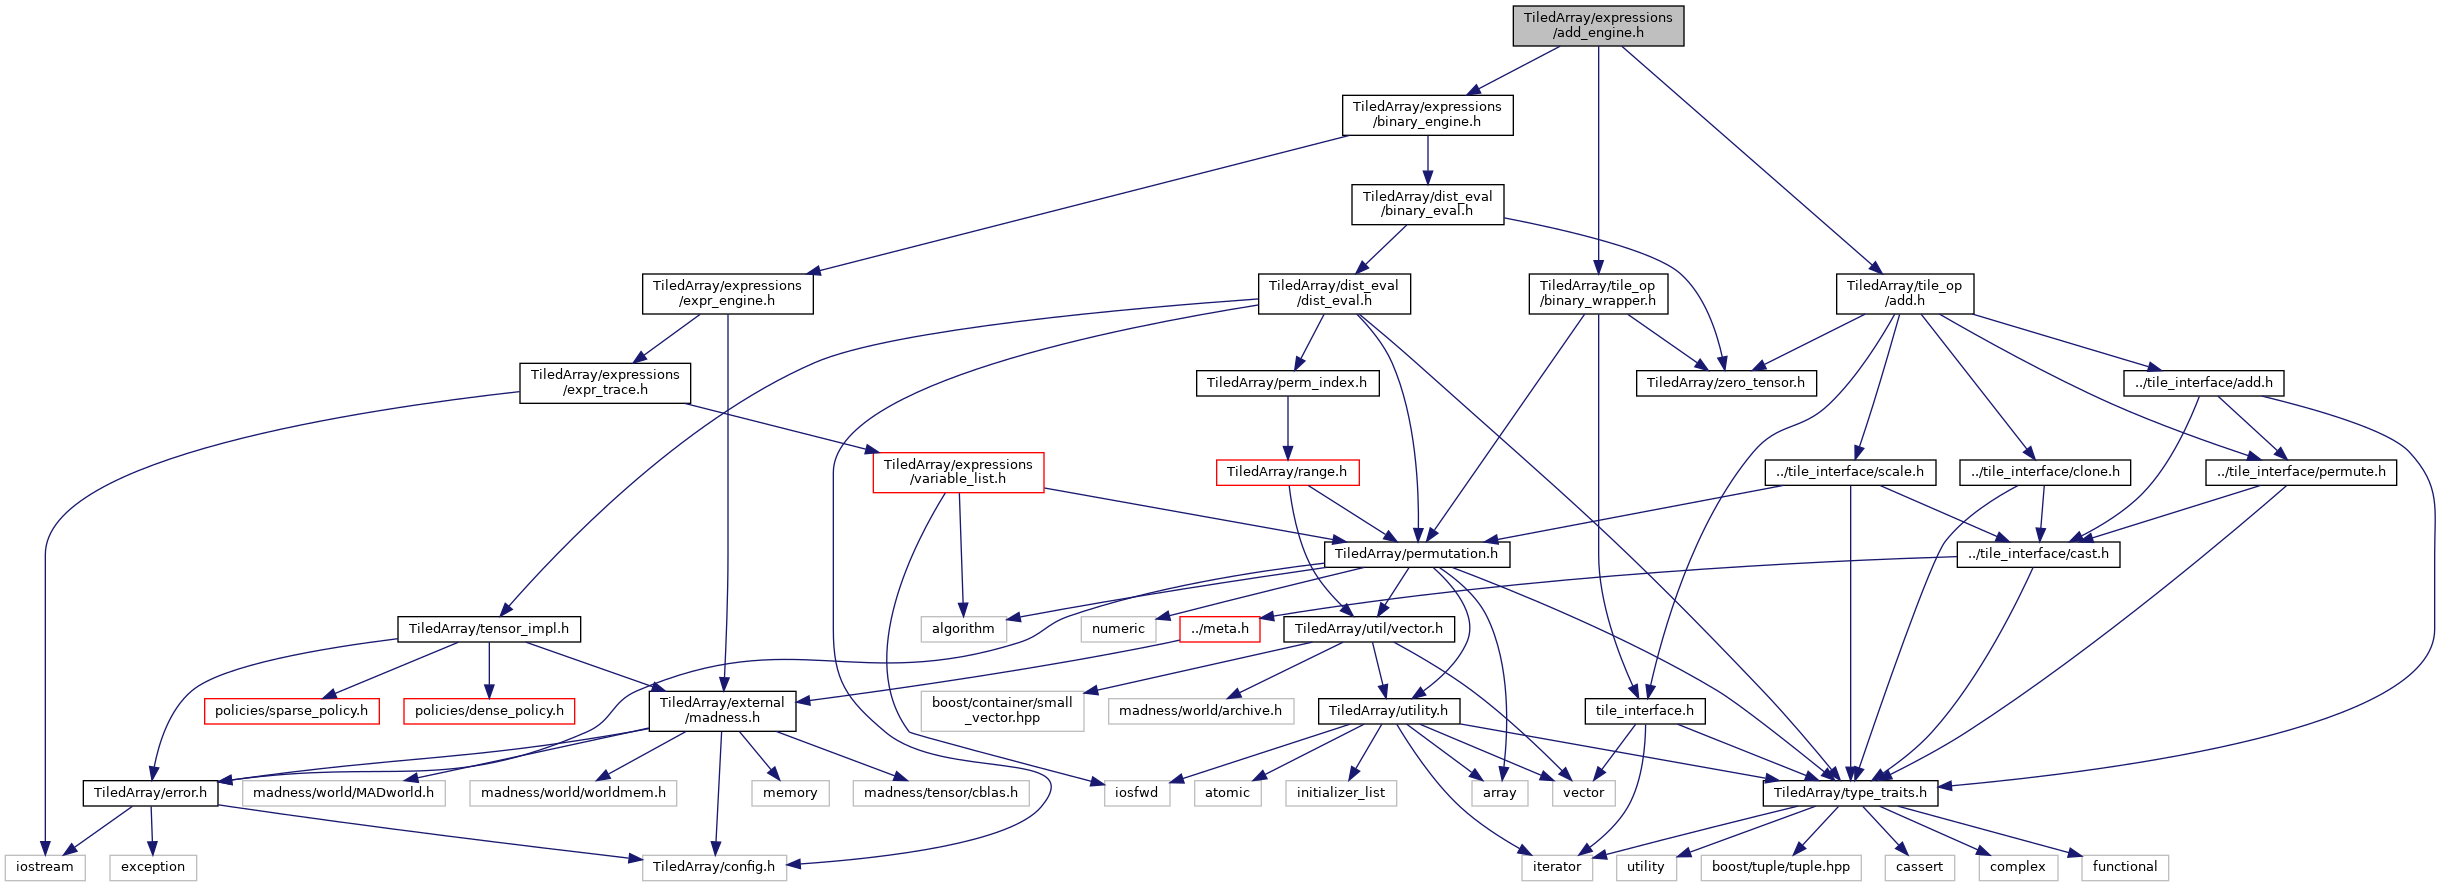 TiledArray/expressions
/add_engine.h
TiledArray/expressions
/binary_engine.h
TiledArray/dist_eval
/binary_eval.h
TiledArray/expressions
/expr_engine.h
TiledArray/dist_eval
/dist_eval.h
TiledArray/tile_op
/binary_wrapper.h
TiledArray/tile_op
/add.h
TiledArray/expressions
/expr_trace.h
TiledArray/perm_index.h
TiledArray/zero_tensor.h
../tile_interface/add.h
TiledArray/expressions
/variable_list.h
TiledArray/range.h
../tile_interface/scale.h
../tile_interface/clone.h
../tile_interface/permute.h
TiledArray/permutation.h
../tile_interface/cast.h
TiledArray/tensor_impl.h
algorithm
numeric
../meta.h
TiledArray/util/vector.h
policies/sparse_policy.h
policies/dense_policy.h
TiledArray/external
/madness.h
boost/container/small
_vector.hpp
madness/world/archive.h
TiledArray/utility.h
tile_interface.h
TiledArray/error.h
madness/world/MADworld.h
madness/world/worldmem.h
memory
madness/tensor/cblas.h
iosfwd
atomic
initializer_list
array
vector
TiledArray/type_traits.h
iostream
exception
TiledArray/config.h
iterator
utility
boost/tuple/tuple.hpp
cassert
complex
functional